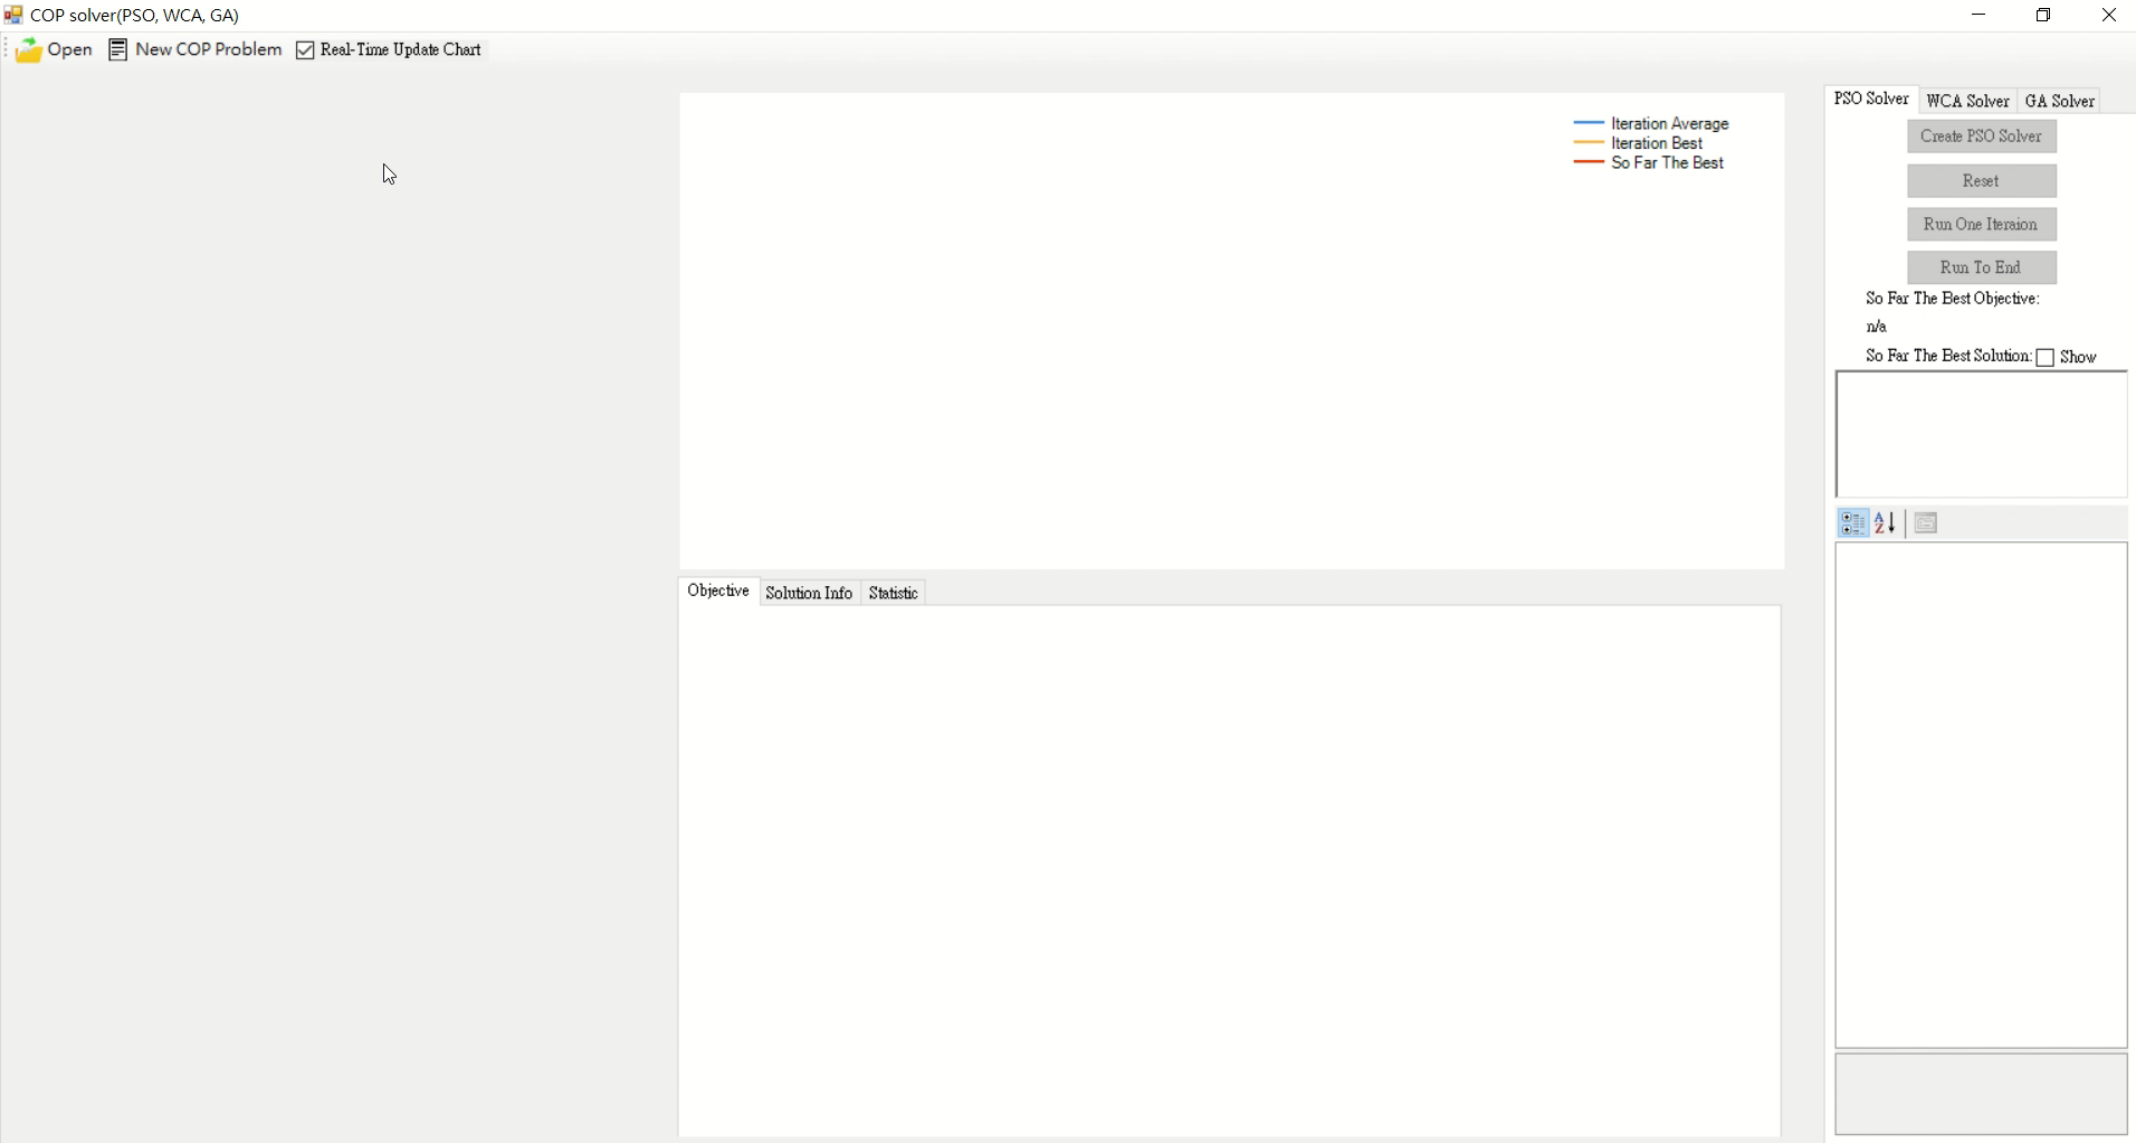 COP solver(PSO, WCA, GA)
Open New COP Problem Real-Time Update Chart
Iteration Average
Iteration Best
So Far The Best
Objective Solution Info Statistic
PSO Solver WCA Solver GA Solver
Create PSO Solver
Reset
Run One Iteraion
Run To End
So Far The Best Objective:
n/a
So Far The Best Solution: Show